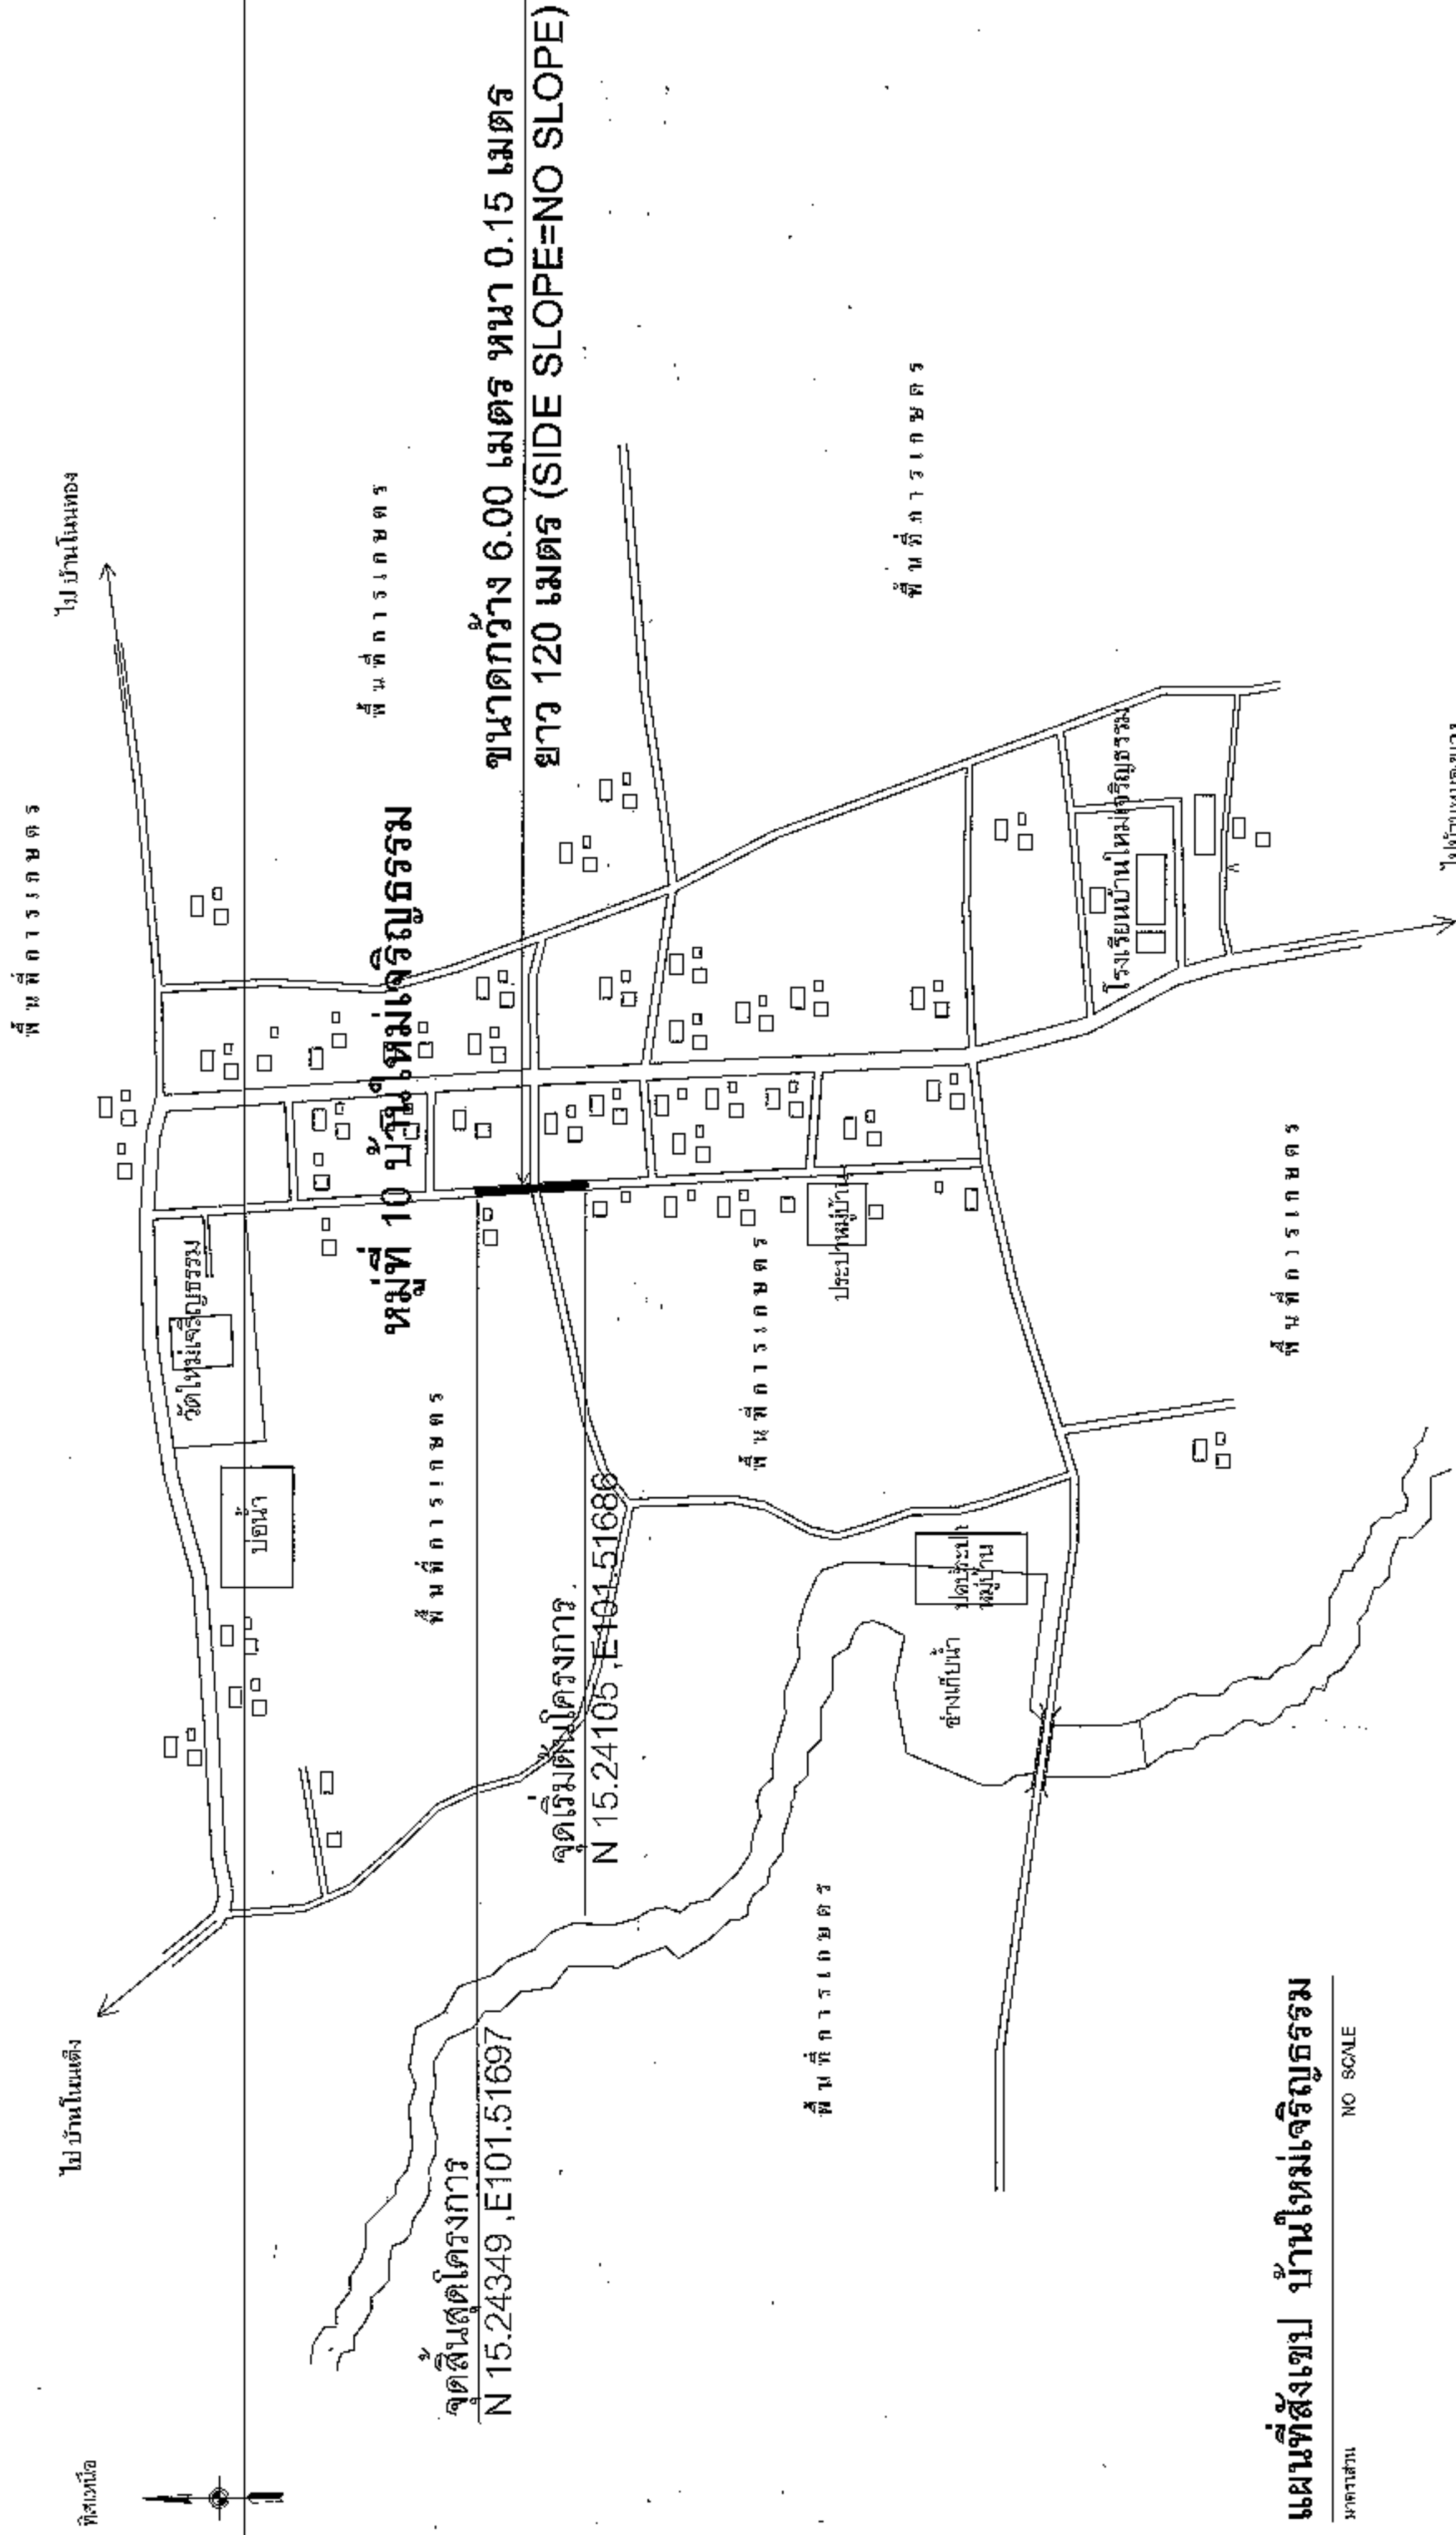 ทิศเหนือ
ไป บ้านโนนเต็ง
ไป บ้านโนนทอง
พื้นที่การเกษตร
พื้นที่การเกษตร
วัดใหม่เจริญธรรม
บ่อน้ำ
หมู่ที่ 10 บ้านใหม่เจริญธรรม
พื้นที่การเกษตร
ขนาดกว้าง 6.00 เมตร หนา 0.15 เมตร
ยาว 120 เมตร (SIDE SLOPE=NO SLOPE)
จุดสิ้นสุดโครงการ
N 15.24349 ,E101.51697
จุดเริ่มต้นโครงการ
N 15.24105 ,E101.51686
พื้นที่การเกษตร
ประปาหมู่บ้าน
พื้นที่การเกษตร
หมู่บ้าน
อ่างเก็บน้ำ
พื้นที่การเกษตร
โรงเรียนบ้านใหม่เจริญธรรม
พื้นที่การเกษตร
แผนที่สังเขป บ้านใหม่เจริญธรรม
มาตราส่วน NO SCALE